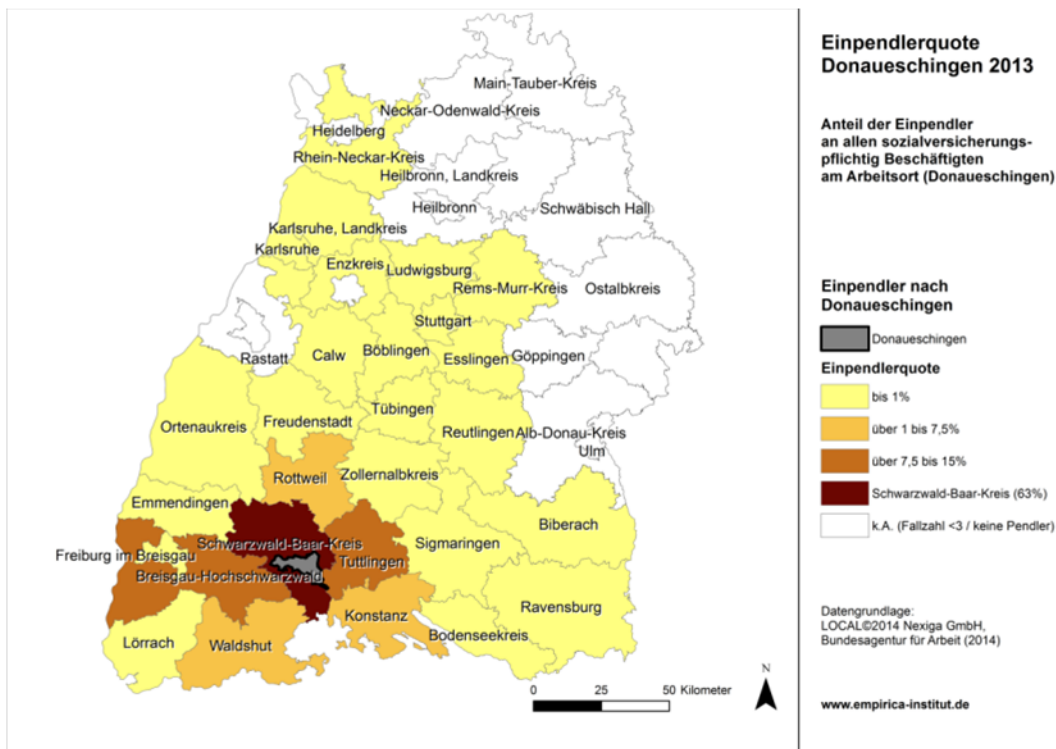 Main-Tauber-Kreis
Neckar-Odenwald-Kreis
Heidelberg
Rhein-Neckar-Kreis
Heilbronn, Landkreis
Heilbronn
Schwäbisch Hall
Karlsruhe, Landkreis
Karlsruhe
Enzkreis
Ludwigsburg
Rems-Murr-Kreis
Ostalbkreis
Stuttgart
Rastatt
Calw
Böblingen
Esslingen
Göppingen
Tübingen
Ortenaukreis
Freudenstadt
Reutlingen
Alb-Donau-Kreis
Ulm
Rottweil
Zollernalbkreis
Emmendingen
Biberach
Schwarzwald-Baar-Kreis
Sigmaringen
Freiburg im Breisgau
Tuttlingen
Breisgau-Hochschwarzwald
Ravensburg
Konstanz
Bodenseekreis
Lörrach
Waldshut
0 25 50 Kilometer
N
Einpendlerquote
Donaueschingen 2013
Anteil der Einpendler
an allen sozialversicherungs-
pflichtig Beschäftigten
am Arbeitsort (Donaueschingen)
Einpendler nach
Donaueschingen
Donaueschingen
Einpendlerquote
bis 1%
über 1 bis 7,5%
über 7,5 bis 15%
Schwarzwald-Baar-Kreis (63%)
k.A. (Fallzahl <3 / keine Pendler)
Datengrundlage:
LOCAL©2014 Nexiga GmbH,
Bundesagentur für Arbeit (2014)
www.empirica-institut.de